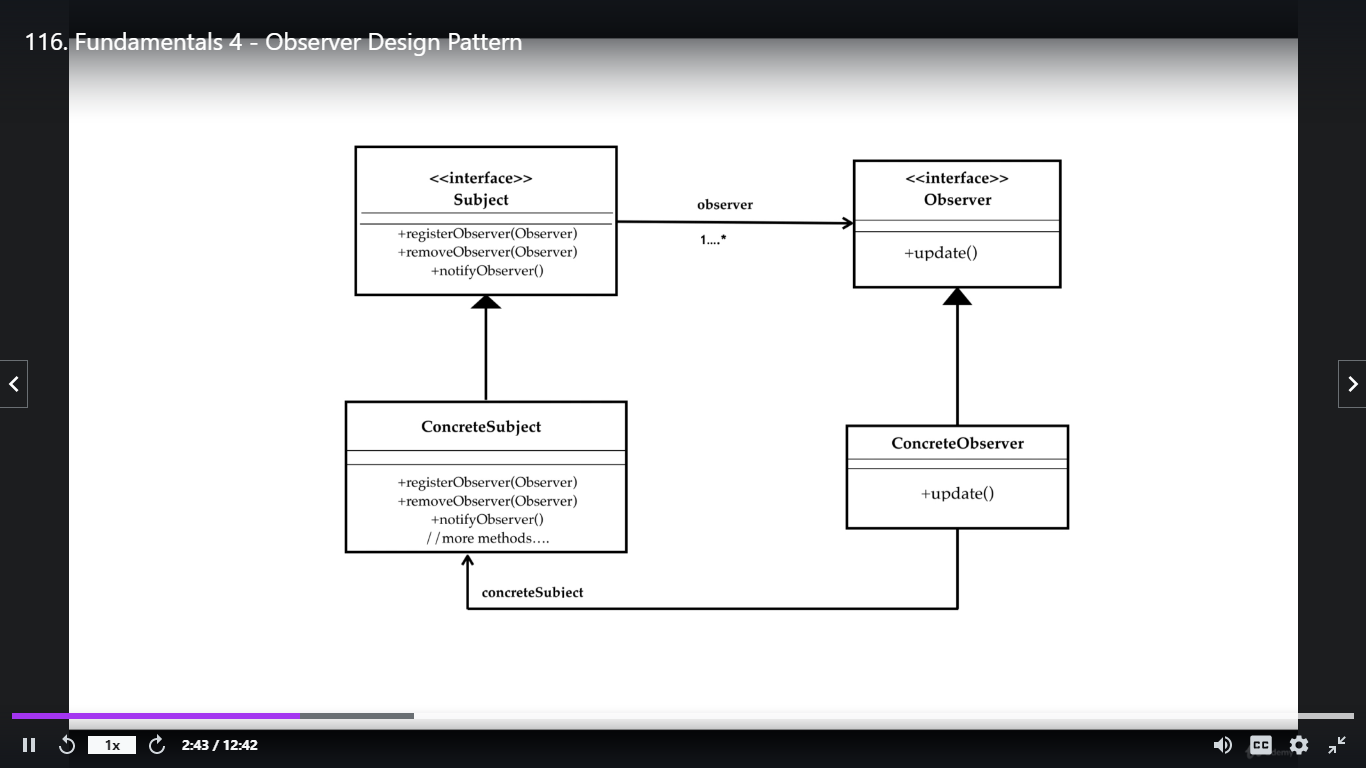 116. Fundamentals 4 - Observer Design Pattern
<<interface>>
Subject
+registerObserver(Observer)
+removeObserver(Observer)
+notifyObserver()
observer
1....*
<<interface>>
Observer
+update()
ConcreteSubject
+registerObserver(Observer)
+removeObserver(Observer)
+notifyObserver()
//more methods....
ConcreteObserver
+update()
concreteSubject
1x
2:43 / 12:42
CC